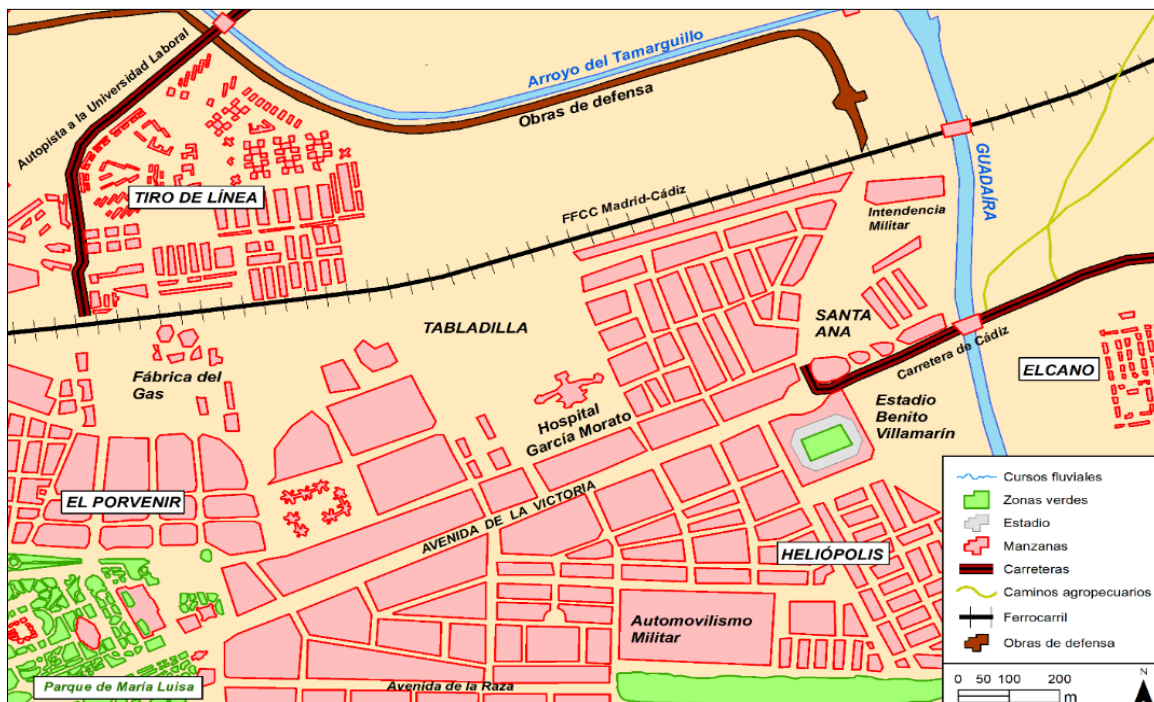 Autopista a la Universidad Laboral
Arroyo del Tamarguillo
Obras de defensa
GUADAÍRA
TIRO DE LÍNEA
FFCC Madrid-Cádiz
Intendencia
Militar
TABLADILLA
SANTA
ANA
Carretera de Cádiz
ELCANO
Fábrica del
Gas
Hospital
García Morato
Estadio
Benito
Villamarín
EL PORVENIR
AVENIDA DE LA VICTORIA
HELIÓPOLIS
Automovilismo
Militar
Parque de María Luisa
Avenida de la Raza
Cursos fluviales
Zonas verdes
Estadio
Manzanas
Carreteras
Caminos agropecuarios
Ferrocarril
Obras de defensa
0 50 100 200
m
N